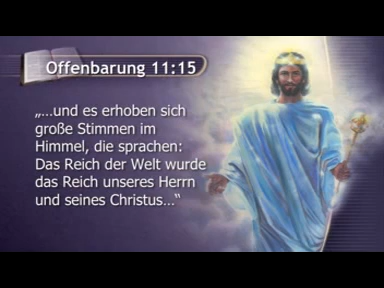 Offenbarung 11:15
„...und es erhoben sich
große Stimmen im
Himmel, die sprachen:
Das Reich der Welt wurde
das Reich unseres Herrn
und seines Christus...“